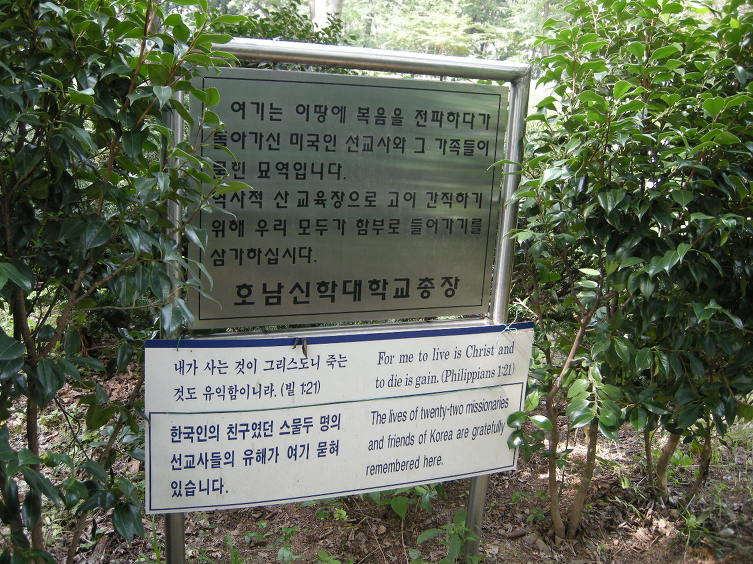 여기는 이땅에 복음을 전파하다가
돌아가신 미국인 선교사와 그 가족들이
묻힌 묘역입니다.
역사적 산 교육장으로 고이 간직하기
위해 우리 모두가 함부로 들어가기를
삼가하십시다.
호남신학대학교총장
내가 사는 것이 그리스도니 죽는
것도 유익함이니라. (빌 1:21)
For me to live is Christ and
to die is gain. (Philippians 1:21)
한국인의 친구였던 스물두 명의
선교사들의 유해가 여기 묻혀
있습니다.
The lives of twenty-two missionaries
and friends of Korea are gratefully
remembered here.